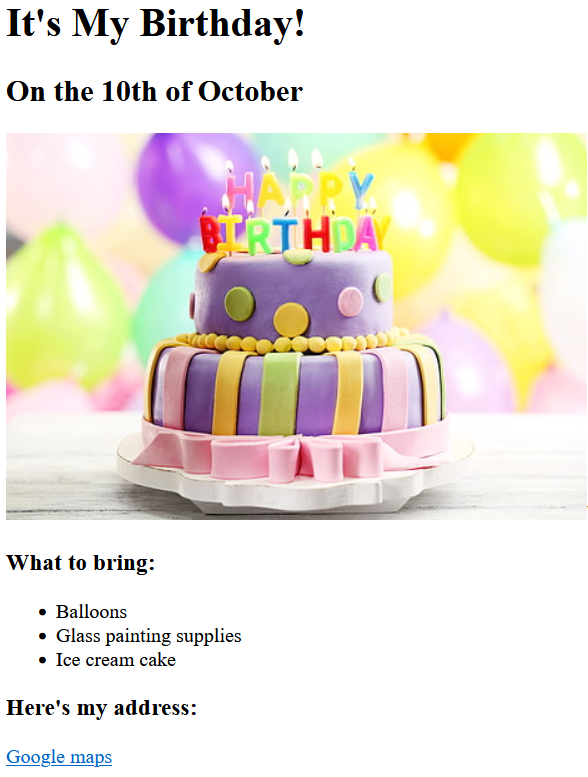 It's My Birthday!
On the 10th of October
HAPPY
BIRTHDAY
What to bring:
Balloons
Glass painting supplies
Ice cream cake
Here's my address:
Google maps